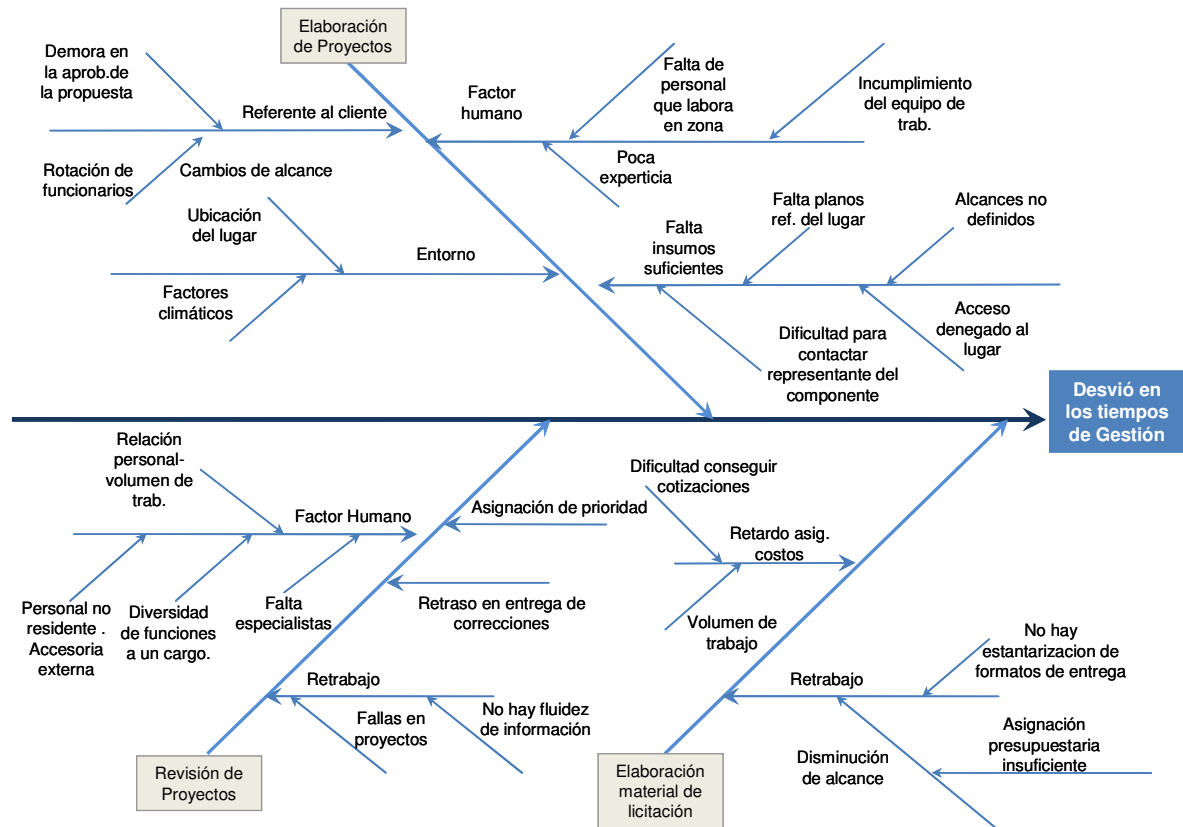 Elaboración
de Proyectos
Demora en
la aprob.de
la propuesta
Referente al cliente
Rotación de
funcionarios
Cambios de alcance
Factor
humano
Falta de
personal
que labora
en zona
Incumplimiento
del equipo de
trab.
Poca
experticia
Ubicación
del lugar
Entorno
Factores
climáticos
Falta
insumos
suficientes
Falta planos
ref. del lugar
Alcances no
definidos
Dificultad para
contactar
representante del
componente
Acceso
denegado al
lugar
Desvió en
los tiempos
de Gestión
Relación
personal-
volumen de
trab.
Factor Humano
Asignación de prioridad
Personal no
residente .
Accesoria
externa
Diversidad
de funciones
a un cargo.
Falta
especialistas
Retraso en entrega de
correcciones
Retrabajo
Fallas en
proyectos
No hay fluidez
de información
Revisión de
Proyectos
Dificultad conseguir
cotizaciones
Retardo asig.
costos
Volumen de
trabajo
No hay
estantarizacion de
formatos de entrega
Retrabajo
Disminución
de alcance
Asignación
presupuestaria
insuficiente
Elaboración
material de
licitación